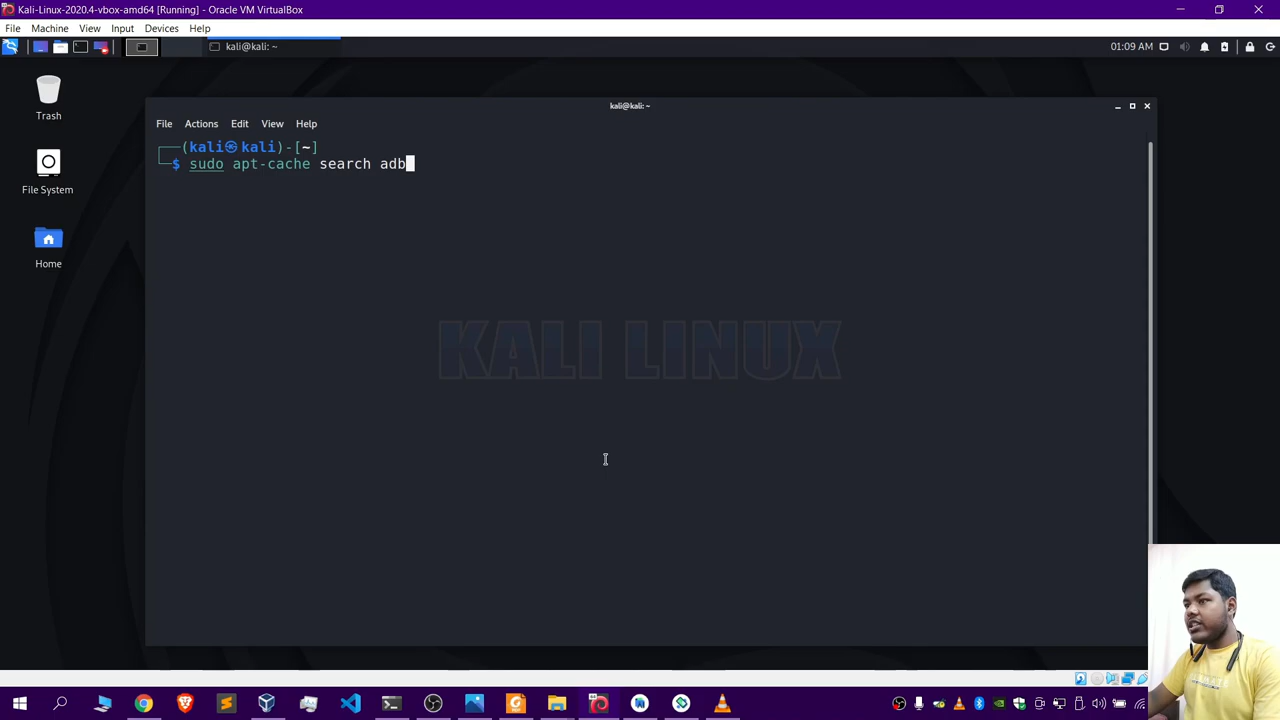 Kali-Linux-2020.4-vbox-amd64 [Running] - Oracle VM VirtualBox
File Machine View Input Devices Help
kali@kali: ~
01:09 AM
Trash
File System
Home
kali@kali: ~
File Actions Edit View Help
(kali㉿kali)-[~]
$ sudo apt-cache search adb
KALI LINUX